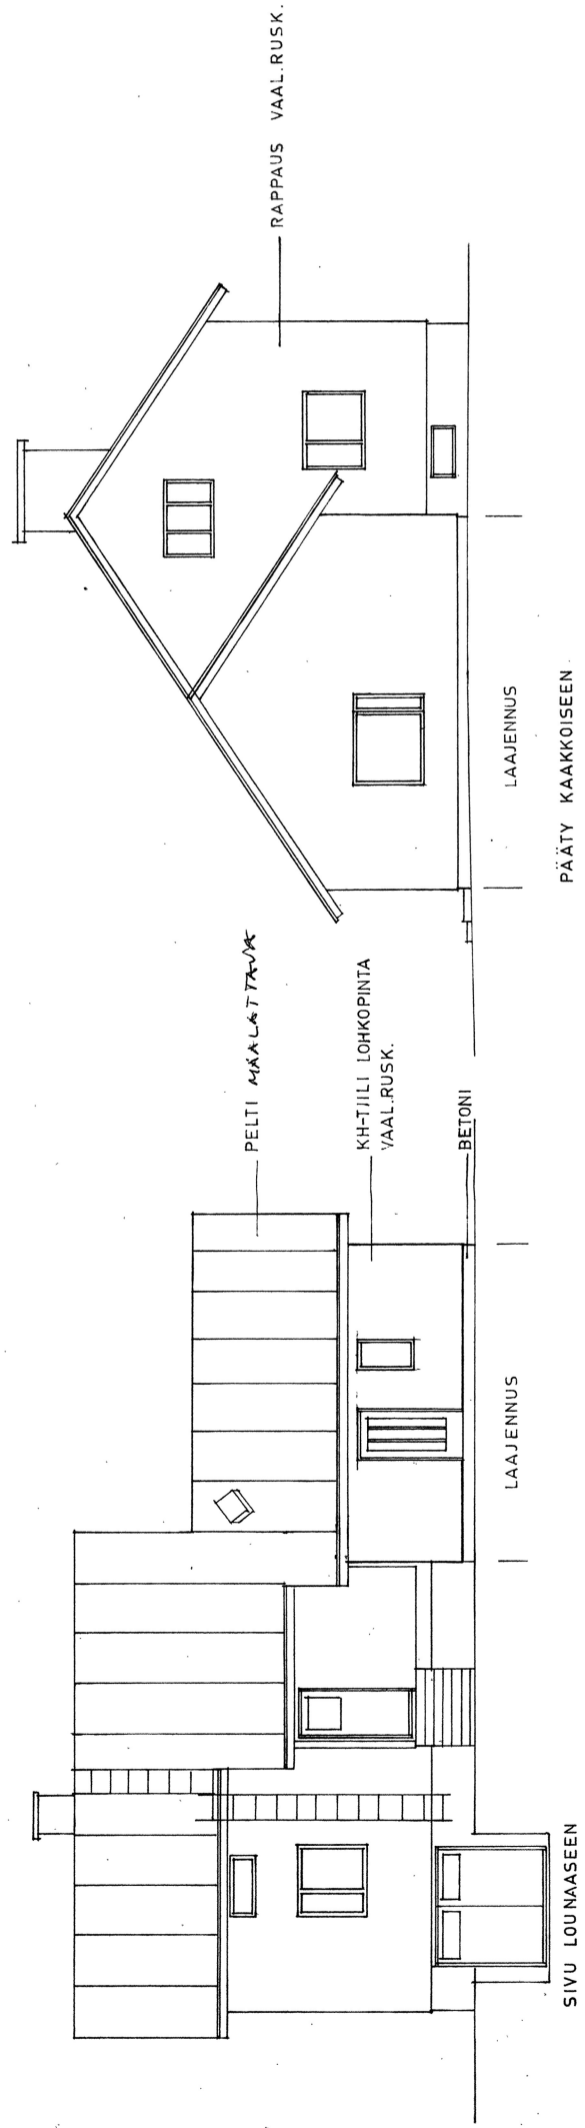 PELTI MAALATTAVA
KH-TIILI LOHKOPINTA
VAAL.RUSK.
BETONI
LAAJENNUS
SIVU LOUNAASEEN
RAPPAUS VAAL.RUSK.
LAAJENNUS
PÄÄTY KAAKKOISEEN